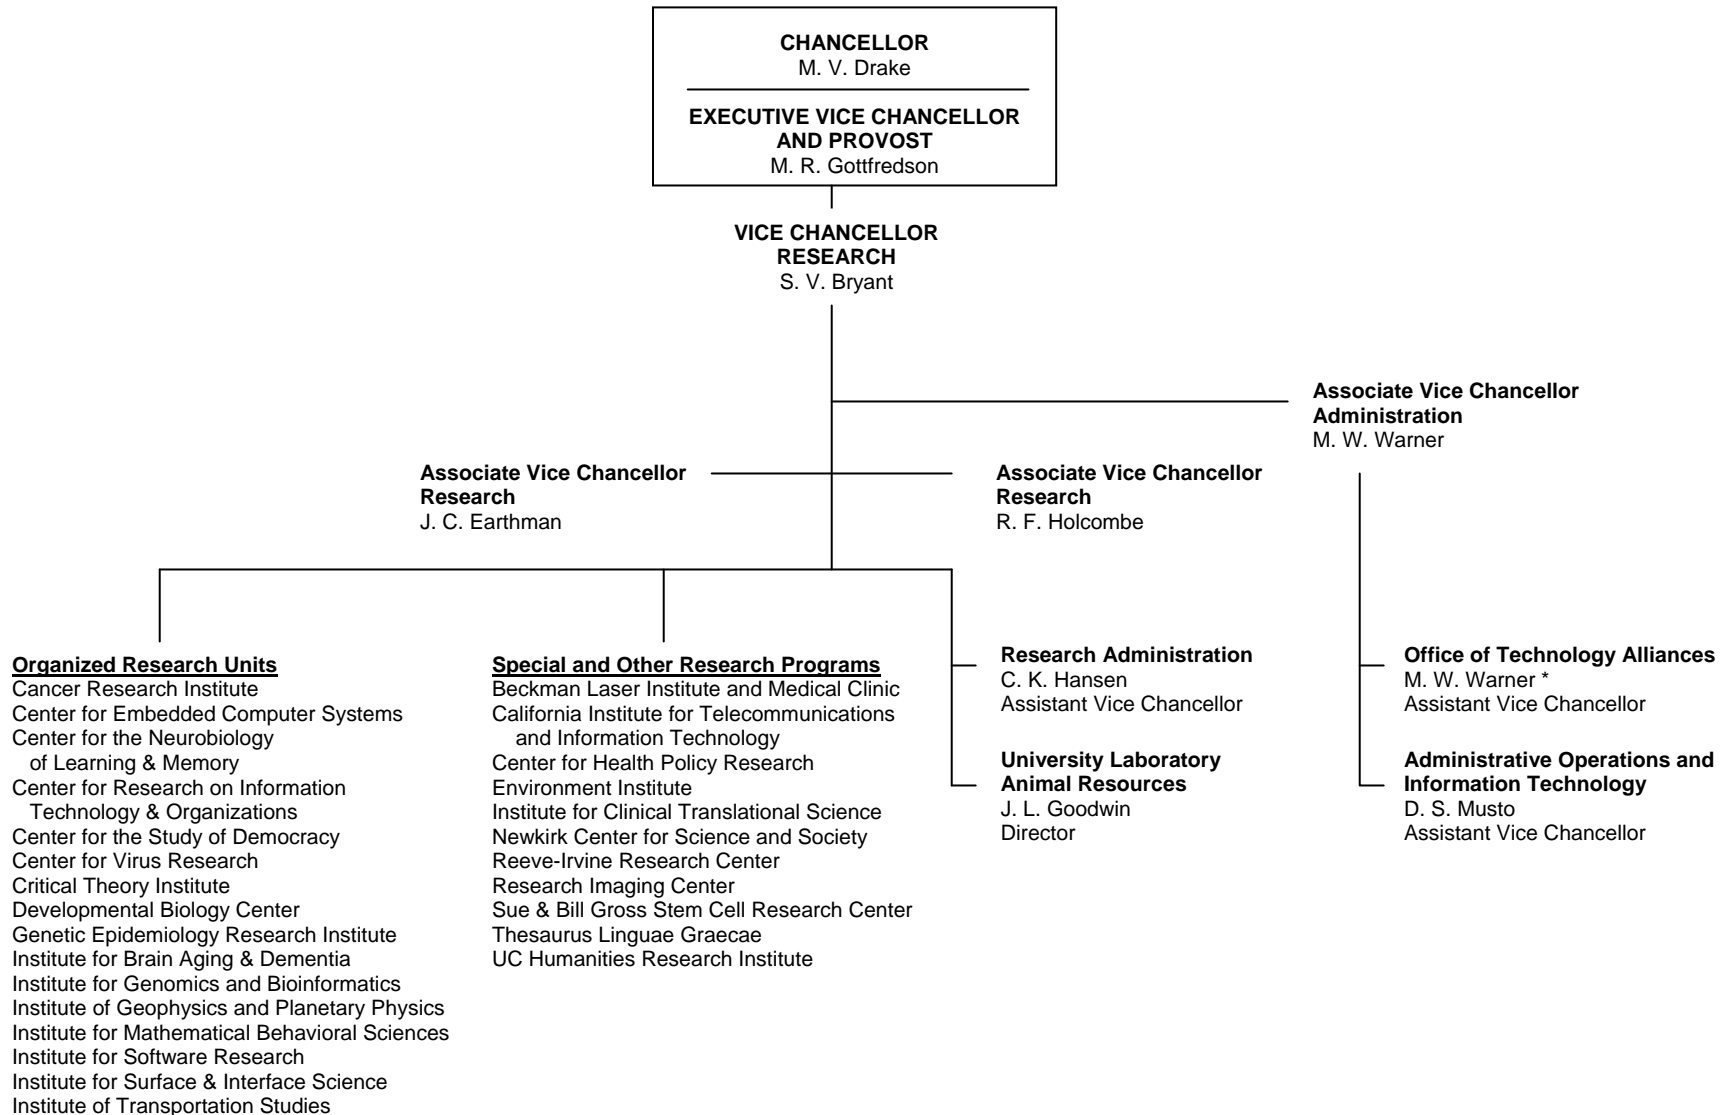 CHANCELLOR
M. V. Drake
EXECUTIVE VICE CHANCELLOR
AND PROVOST
M. R. Gottfredson
VICE CHANCELLOR
RESEARCH
S. V. Bryant
Associate Vice Chancellor
Administration
M. W. Warner
Associate Vice Chancellor
Research
J. C. Earthman
Associate Vice Chancellor
Research
R. F. Holcombe
Organized Research Units
Cancer Research Institute
Center for Embedded Computer Systems
Center for the Neurobiology
of Learning & Memory
Center for Research on Information
Technology & Organizations
Center for the Study of Democracy
Center for Virus Research
Critical Theory Institute
Developmental Biology Center
Genetic Epidemiology Research Institute
Institute for Brain Aging & Dementia
Institute for Genomics and Bioinformatics
Institute of Geophysics and Planetary Physics
Institute for Mathematical Behavioral Sciences
Institute for Software Research
Institute for Surface & Interface Science
Institute of Transportation Studies
Special and Other Research Programs
Beckman Laser Institute and Medical Clinic
California Institute for Telecommunications
and Information Technology
Center for Health Policy Research
Environment Institute
Institute for Clinical Translational Science
Newkirk Center for Science and Society
Reeve-Irvine Research Center
Research Imaging Center
Sue & Bill Gross Stem Cell Research Center
Thesaurus Linguae Graecae
UC Humanities Research Institute
Research Administration
C. K. Hansen
Assistant Vice Chancellor
University Laboratory
Animal Resources
J. L. Goodwin
Director
Office of Technology Alliances
M. W. Warner *
Assistant Vice Chancellor
Administrative Operations and
Information Technology
D. S. Musto
Assistant Vice Chancellor